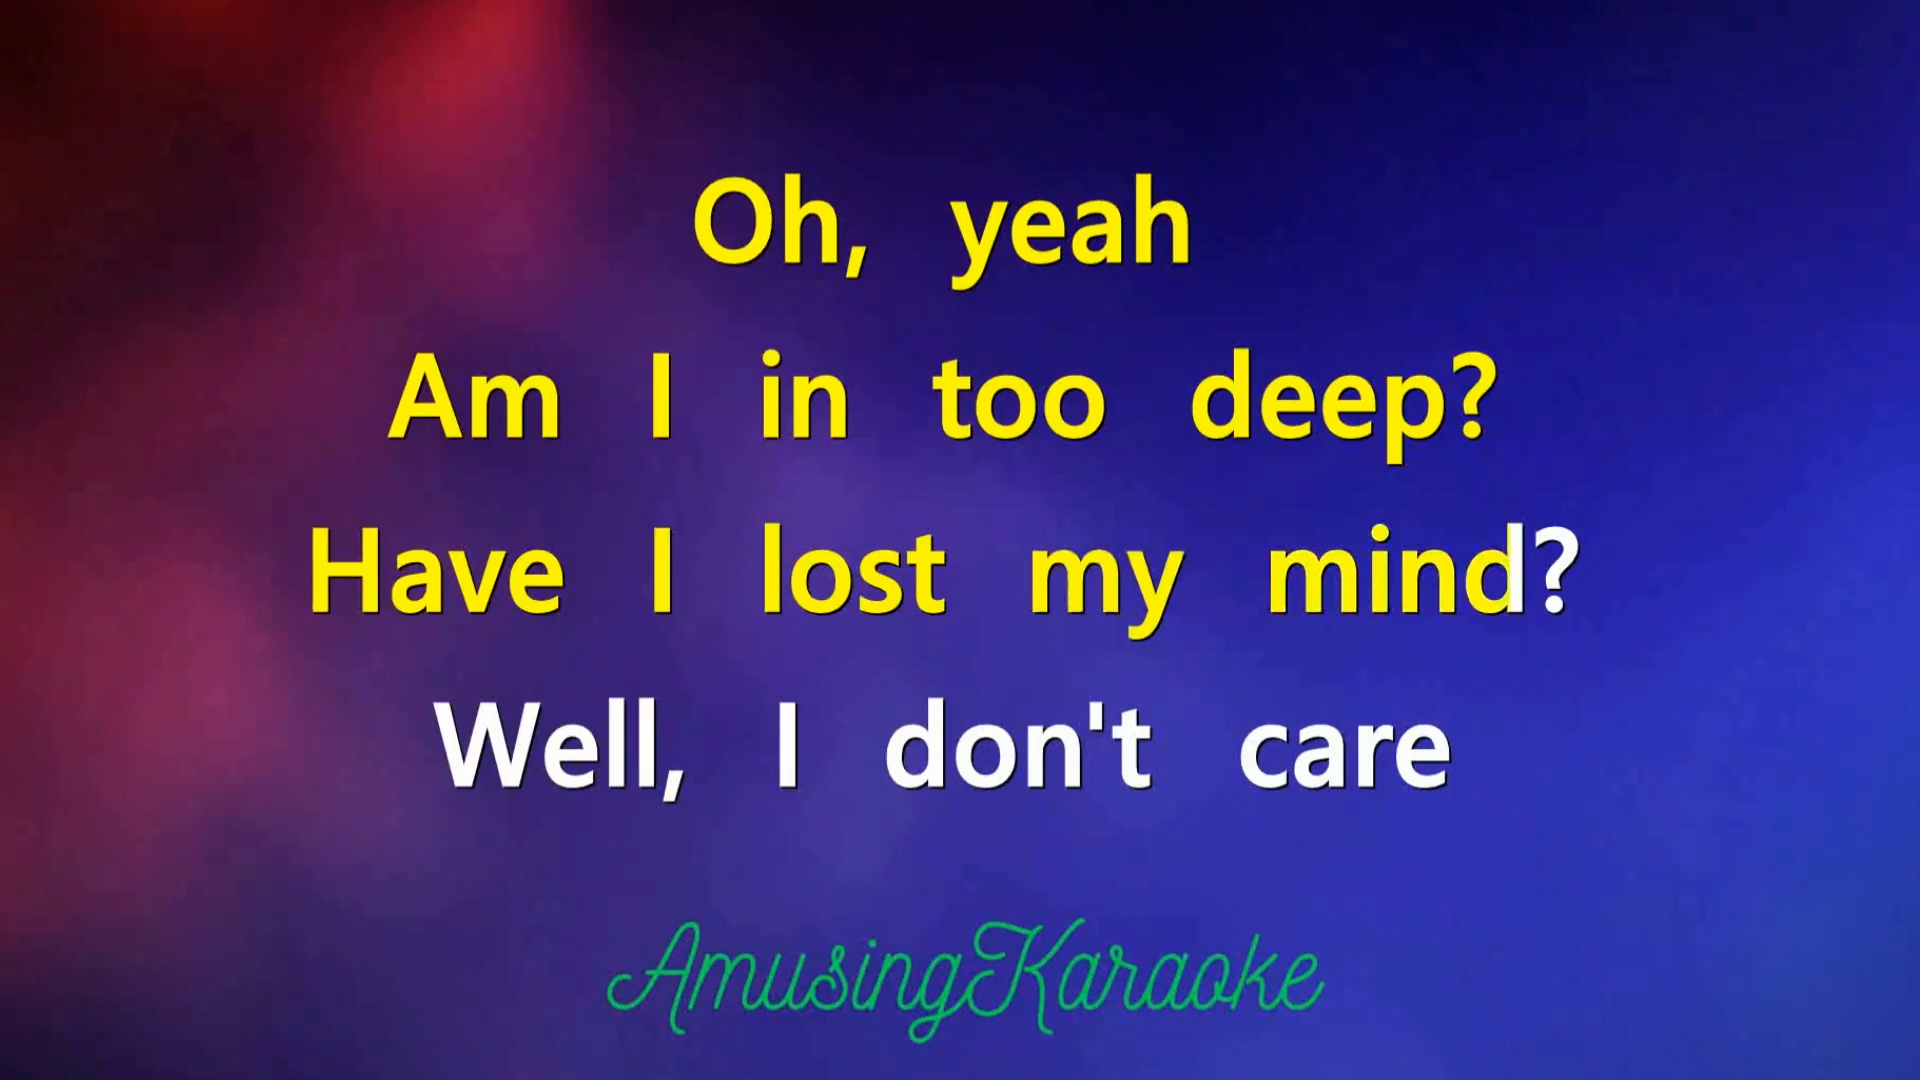 Oh, yeah
Am I in too deep?
Have I lost my mind?
Well, I don't care
AmusingKaraoke